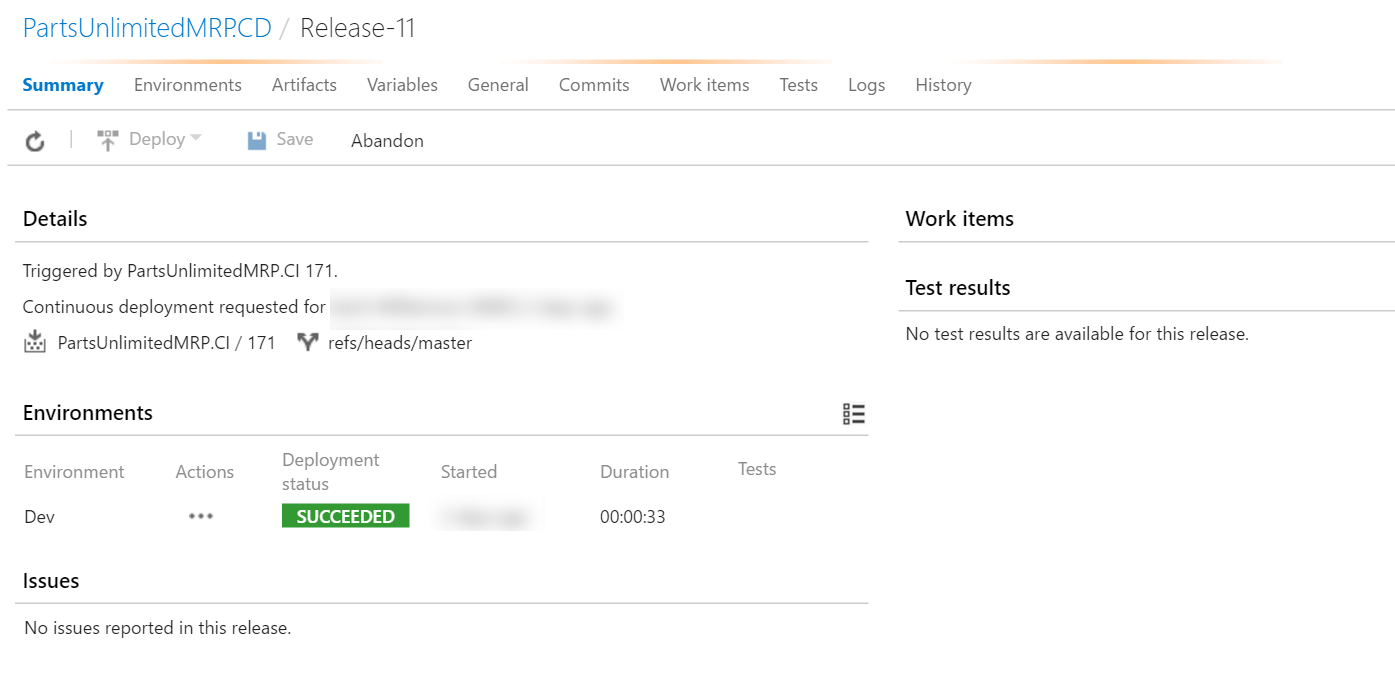 PartsUnlimitedMRP.CD / Release-11
Summary Environments Artifacts Variables General Commits Work items Tests Logs History
Deploy Save Abandon
Details
Triggered by PartsUnlimitedMRP.CI 171.
Continuous deployment requested for
PartsUnlimitedMRP.CI / 171 refs/heads/master
Environments
Environment Actions Deployment status Started Duration Tests
Dev ••• SUCCEEDED 00:00:33
Issues
No issues reported in this release.
Work items
Test results
No test results are available for this release.